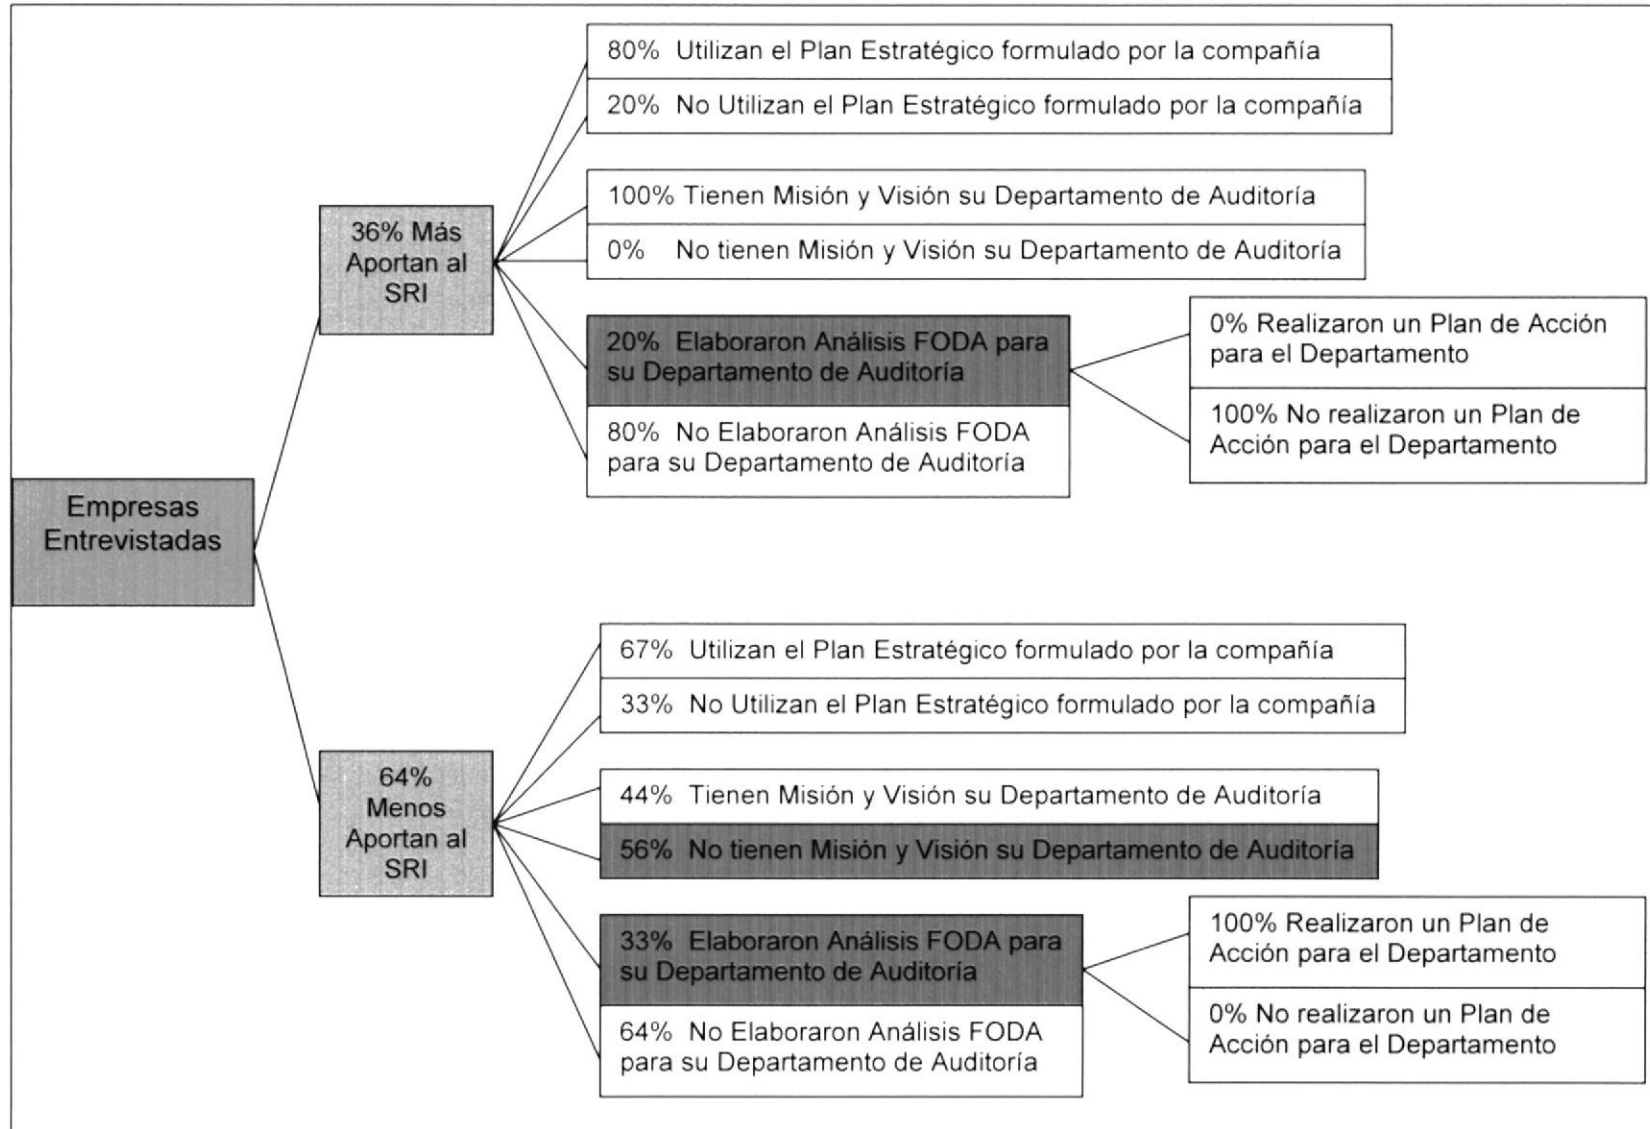 80% Utilizan el Plan Estratégico formulado por la compañía
20% No Utilizan el Plan Estratégico formulado por la compañía
100% Tienen Misión y Visión su Departamento de Auditoría
0% No tienen Misión y Visión su Departamento de Auditoría
36% Más
Aportan al
SRI
20% Elaboraron Análisis FODA para
su Departamento de Auditoría
80% No Elaboraron Análisis FODA
para su Departamento de Auditoría
0% Realizaron un Plan de Acción
para el Departamento
100% No realizaron un Plan de
Acción para el Departamento
Empresas
Entrevistadas
67% Utilizan el Plan Estratégico formulado por la compañía
33% No Utilizan el Plan Estratégico formulado por la compañía
64%
Menos
Aportan al
SRI
44% Tienen Misión y Visión su Departamento de Auditoría
56% No tienen Misión y Visión su Departamento de Auditoría
33% Elaboraron Análisis FODA para
su Departamento de Auditoría
64% No Elaboraron Análisis FODA
para su Departamento de Auditoría
100% Realizaron un Plan de
Acción para el Departamento
0% No realizaron un Plan de
Acción para el Departamento